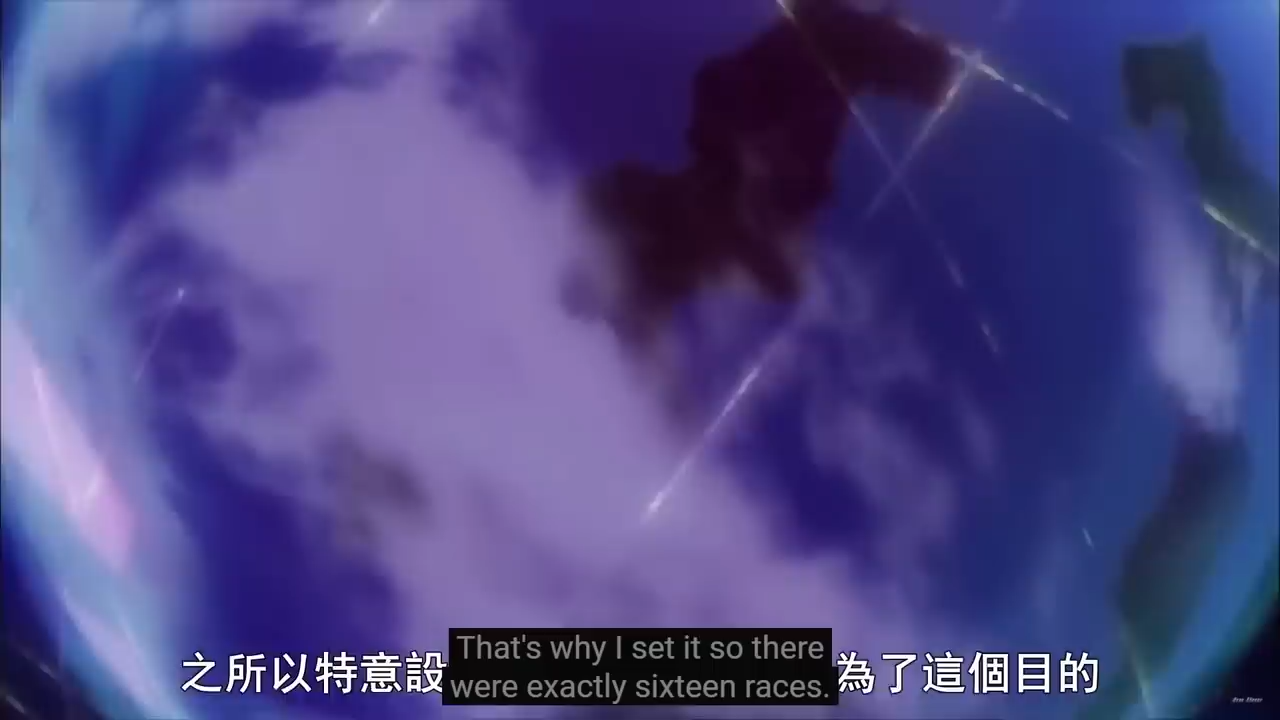 之所以特意設
That's why I set it so there
were exactly sixteen races.
為了這個目的